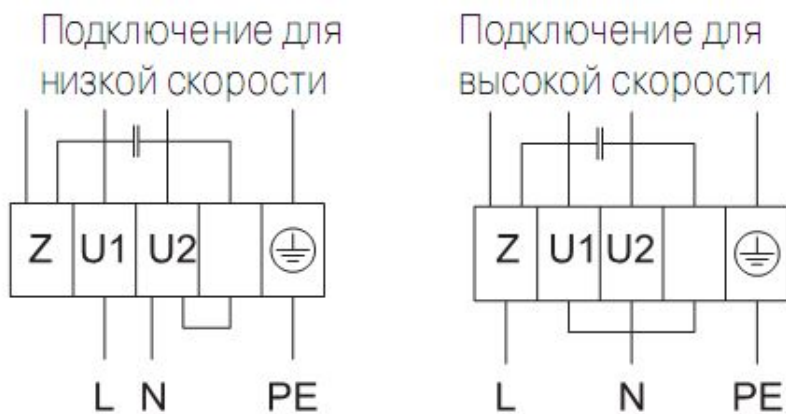 Подключение для
низкой скорости
Z U1 U2
L N PE
Подключение для
высокой скорости
Z U1 U2
L N PE